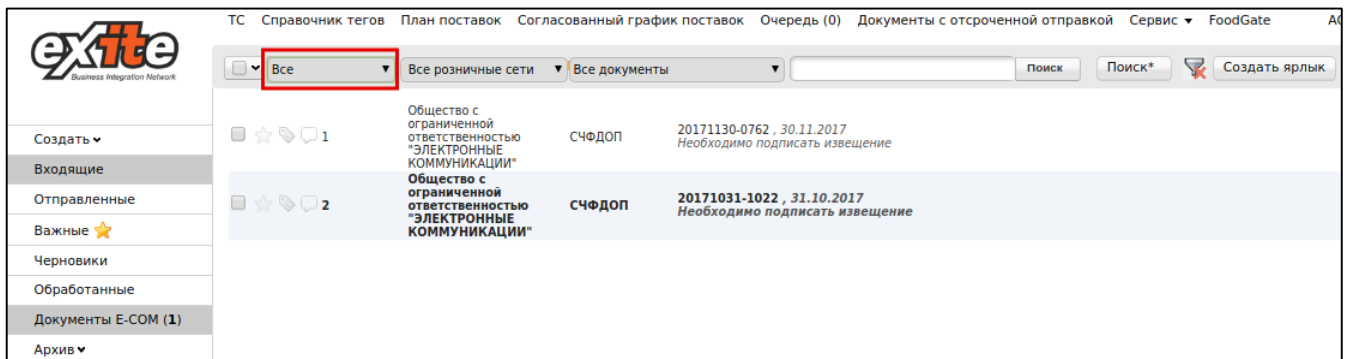 exite
Business Integration Network
ТС Справочник тегов План поставок Согласованный график поставок Очередь (0) Документы с отсроченной отправкой Сервис ▾ FoodGate
Все Все розничные сети Все документы Поиск Поиск* Создать ярлык
Создать
Входящие
Отправленные
Важные
Черновики
Обработанные
Документы E-COM (1)
Архив
1
Общество с
ограниченной
ответственностью
"ЭЛЕКТРОННЫЕ
КОММУНИКАЦИИ"
СЧФДОП
20171130-0762 , 30.11.2017
Необходимо подписать извещение
2
Общество с
ограниченной
ответственностью
"ЭЛЕКТРОННЫЕ
КОММУНИКАЦИИ"
СЧФДОП
20171031-1022 , 31.10.2017
Необходимо подписать извещение